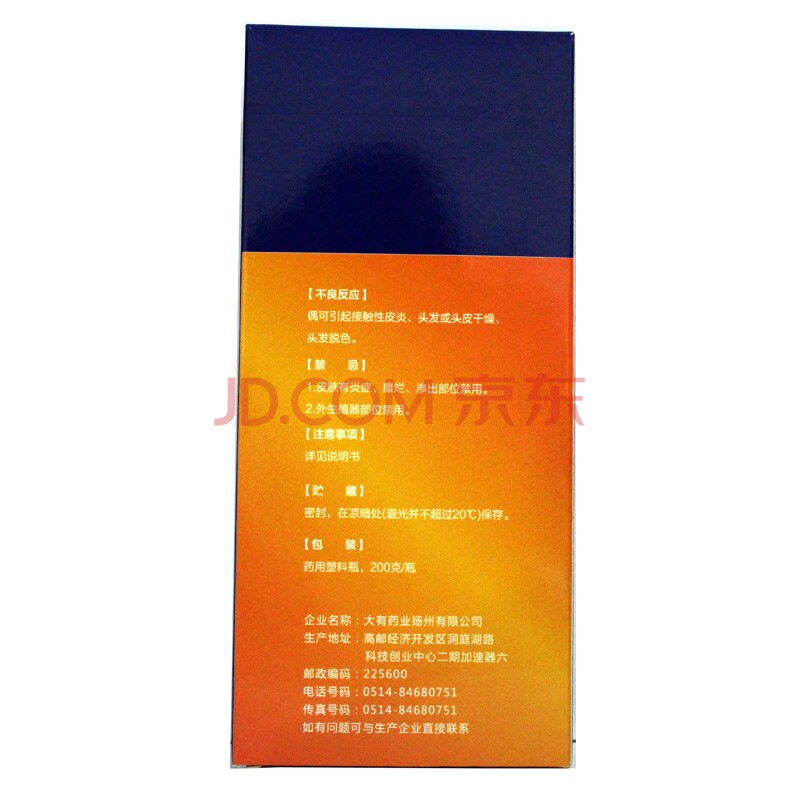 【不良反应】
偶可引起接触性皮炎、头发或头皮干燥、
头发脱色。
【禁 忌】
1.皮肤有炎症、糜烂、渗出部位禁用。
JD.COM 京东
2.外生殖器部位禁用。
【注意事项】
详见说明书
【贮 藏】
密封，在凉暗处(避光并不超过20℃)保存。
【包 装】
药用塑料瓶，200克/瓶
企业名称：大有药业扬州有限公司
生产地址：高邮经济开发区洞庭湖路
科技创业中心二期加速器六
邮政编码：225600
电话号码：0514-84680751
传真号码：0514-84680751
如有问题可与生产企业直接联系